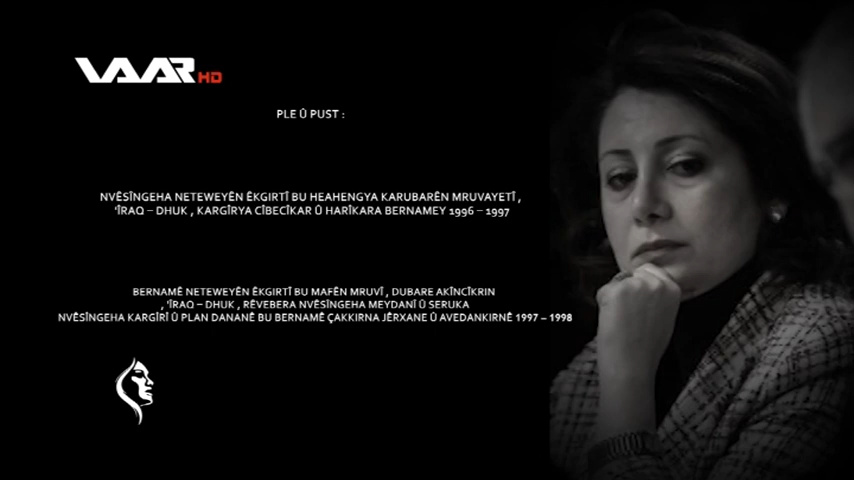 VAAR HD
PLE Û PUST :
NVÊSÎNGEHA NETEWEYÊN ÊKGIRTÎ BU HEAHENGYA KARUBARÊN MRUVAYETÎ ,
'ÎRAQ – DHUK , KARGÎRYA CÎBECÎKAR Û HARÎKARA BERNAMEY 1996 – 1997
BERNAMÊ NETEWEYÊN ÊKGIRTÎ BU MAFÊN MRUVÎ , DUBARE AKÎNCÎKRIN
, 'ÎRAQ – DHUK , RÊVEBERA NVÊSÎNGEHA MEYDANÎ Û SERUKA
NVÊSÎNGEHA KARGÎRÎ Û PLAN DANANÊ BU BERNAMÊ ÇAKKIRNA JÊRXANE Û AVEDANKIRNÊ 1997 – 1998